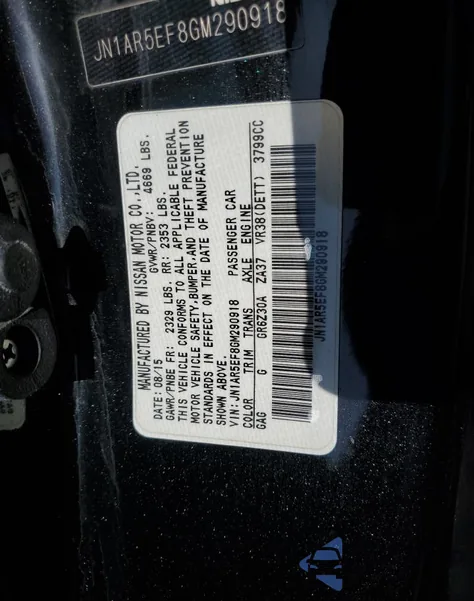 JN1AR5EF8GM290918
MANUFACTURED BY NISSAN MOTOR CO.,LTD.
DATE: 08/15 GVWR/PNBV: 4669 LBS.
GAWR/PNBE FR: 2329 LBS. RR: 2353 LBS.
THIS VEHICLE CONFORMS TO ALL APPLICABLE FEDERAL
MOTOR VEHICLE SAFETY,BUMPER,AND THEFT PREVENTION
STANDARDS IN EFFECT ON THE DATE OF MANUFACTURE
SHOWN ABOVE.
VIN: JN1AR5EF8GM290918 PASSENGER CAR
COLOR TRIM TRANS AXLE ENGINE
GAG G GR6Z30A ZA37 VR38(DETT) 3799CC
JN1AR5EF8GM290918